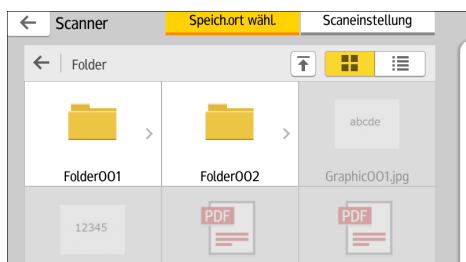 Scanner
Speich.ort wähl.
Scaneinstellung
Folder
Folder001
Folder002
abcde
Graphic001.jpg
12345
PDF
PDF